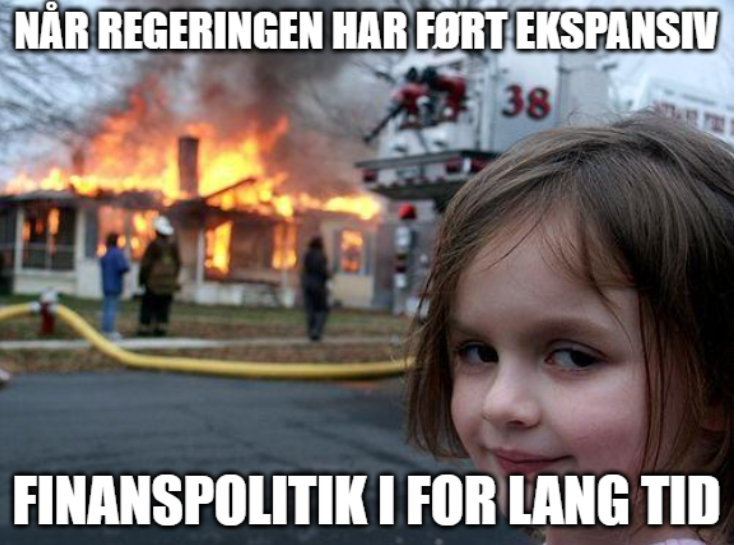 NÅR REGERINGEN HAR FØRT EKSPANSIV
38
FINANSPOLITIK I FOR LANG TID